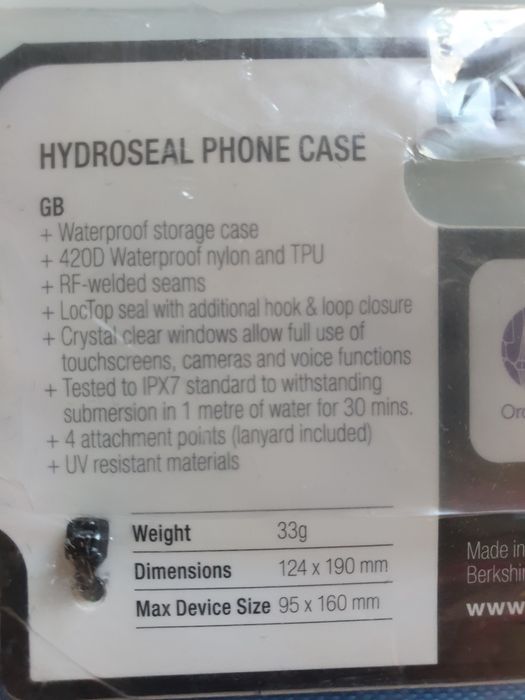 HYDROSEAL PHONE CASE
GB
+ Waterproof storage case
+ 420D Waterproof nylon and TPU
+ RF-welded seams
+ LocTop seal with additional hook & loop closure
+ Crystal clear windows allow full use of
touchscreens, cameras and voice functions
+ Tested to IPX7 standard to withstanding
submersion in 1 metre of water for 30 mins.
+ 4 attachment points (lanyard included)
+ UV resistant materials
Weight 33g
Dimensions 124 x 190 mm
Max Device Size 95 x 160 mm
Made in
www